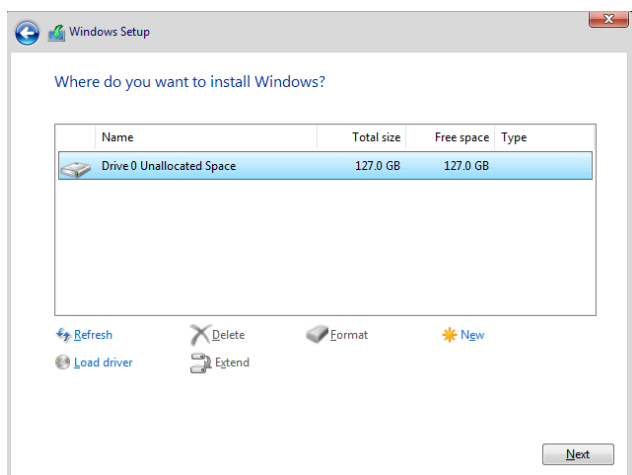 Windows Setup
Where do you want to install Windows?
Name Total size Free space Type
Drive 0 Unallocated Space 127.0 GB 127.0 GB
Refresh Delete Format New
Load driver Extend
Next